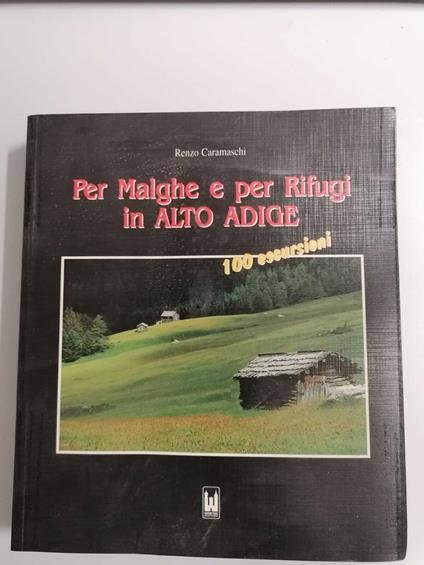 Renzo Caramaschi
Per Malghe e per Rifugi
in ALTO ADIGE
100 escursioni